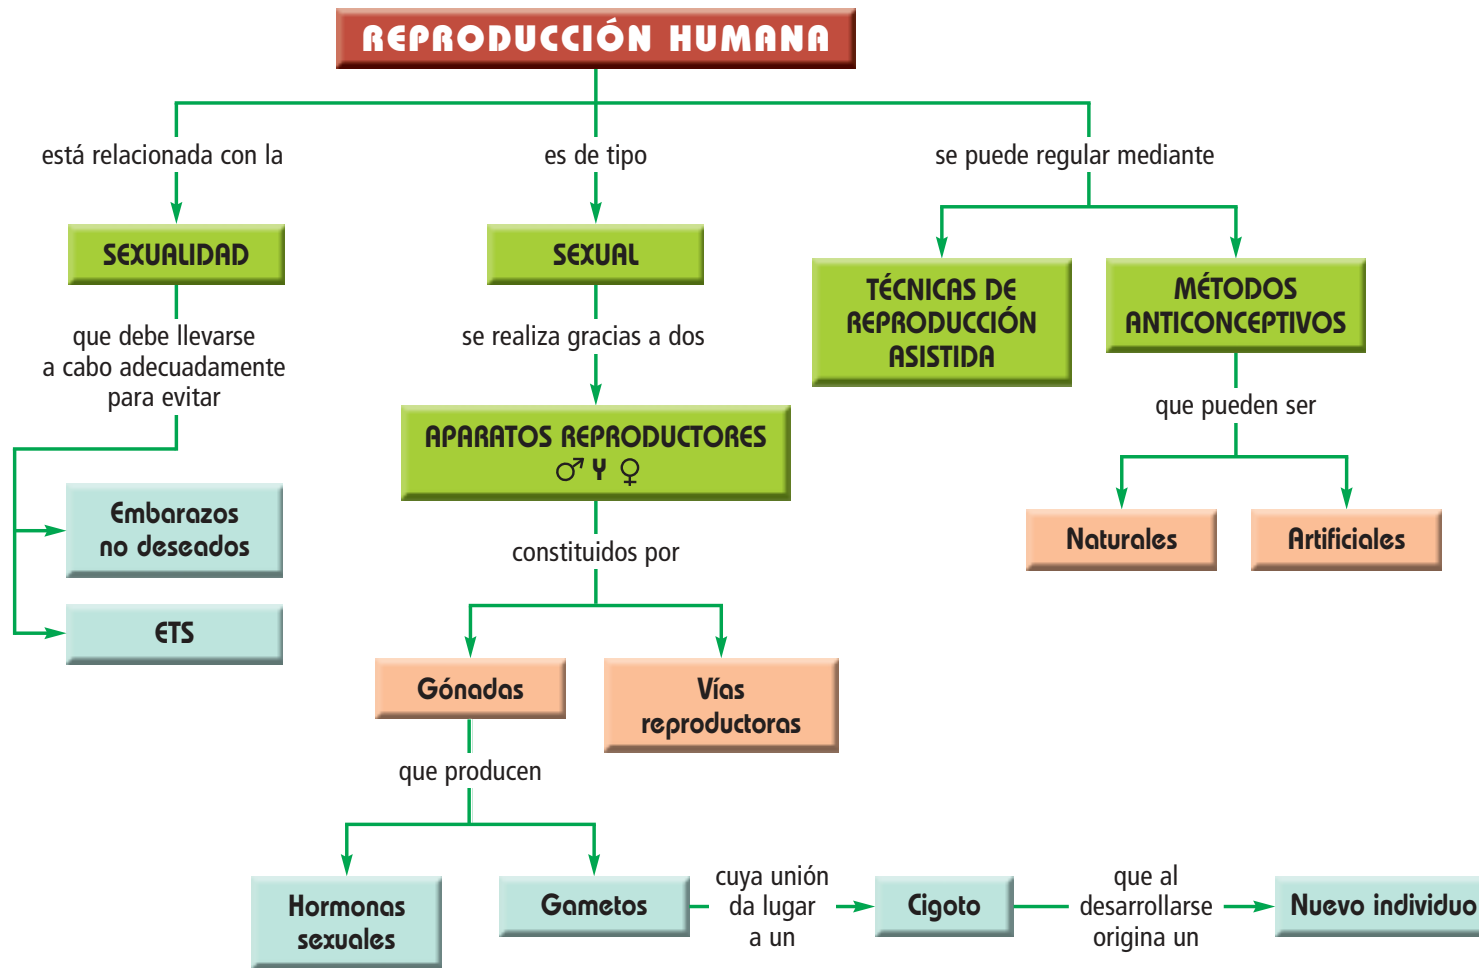 REPRODUCCIÓN HUMANA
está relacionada con la
es de tipo
se puede regular mediante
SEXUALIDAD
SEXUAL
TÉCNICAS DE
REPRODUCCIÓN
ASISTIDA
MÉTODOS
ANTICONCEPTIVOS
que debe llevarse
a cabo adecuadamente
para evitar
se realiza gracias a dos
que pueden ser
APARATOS REPRODUCTORES
♂ Y ♀
Embarazos
no deseados
ETS
constituidos por
Naturales
Artificiales
Gónadas
Vías
reproductoras
que producen
Hormonas
sexuales
Gametos
cuya unión
da lugar
a un
Cigoto
que al
desarrollarse
origina un
Nuevo individuo